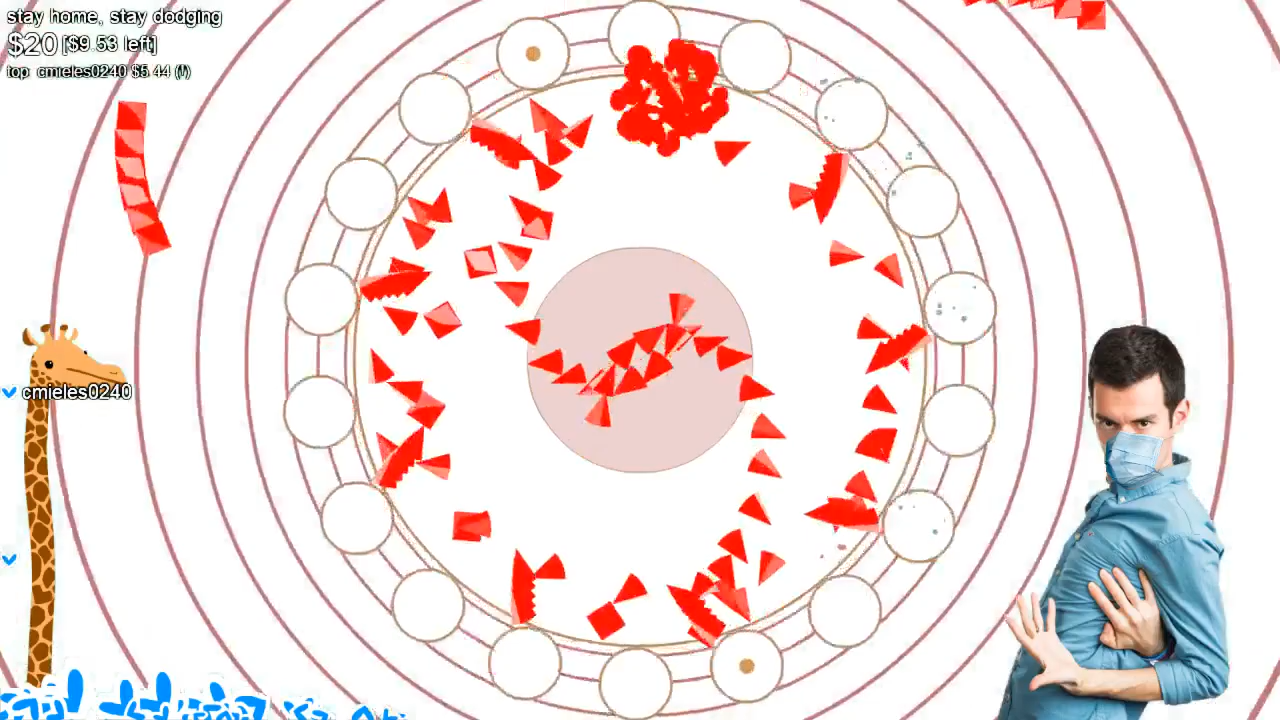 stay home, stay dodging
$20 [$9.53 left]
top cmieles0240 $5.44 (!)
cmieles0240